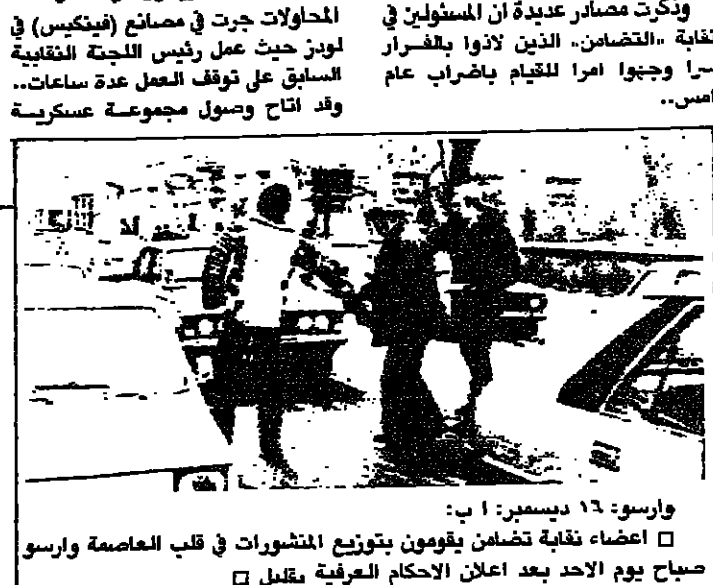 وذكرت مصادر عديدة ان المسئولين في
نقابة «التضامن» الذين لاذوا بالفرار
سرا وجهوا امرا للقيام باضراب عام
امس..
المحاولات جرت في مصانع (فينكيس) في
لودز حيث عمل رئيس اللجنة النقابية
السابق على توقف العمل عدة ساعات..
وقد اتاح وصول مجموعة عسكرية
وارسو: ١٦ ديسمبر: ا ب:
□ اعضاء نقابة تضامن يقومون بتوزيع المنشورات في قلب العاصمة وارسو
صباح يوم الاحد بعد اعلان الاحكام العرفية بقليل □